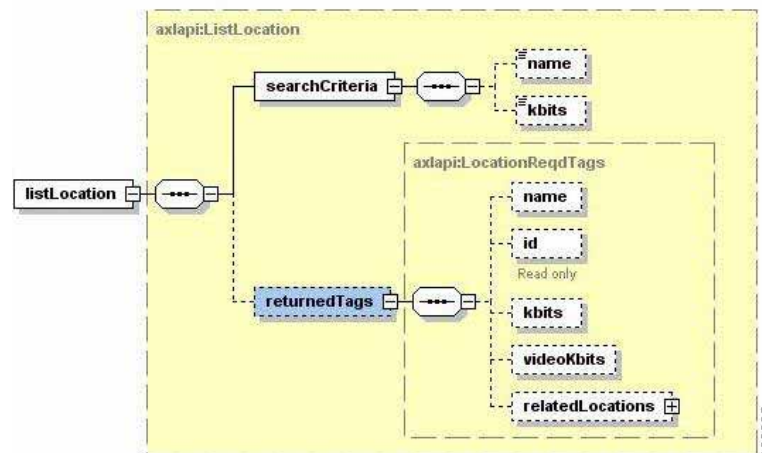 axlapi:ListLocation
name
searchCriteria
kbits
axlapi:LocationReqdTags
name
listLocation
id
Read only
returnedTags
kbits
videoKbits
relatedLocations